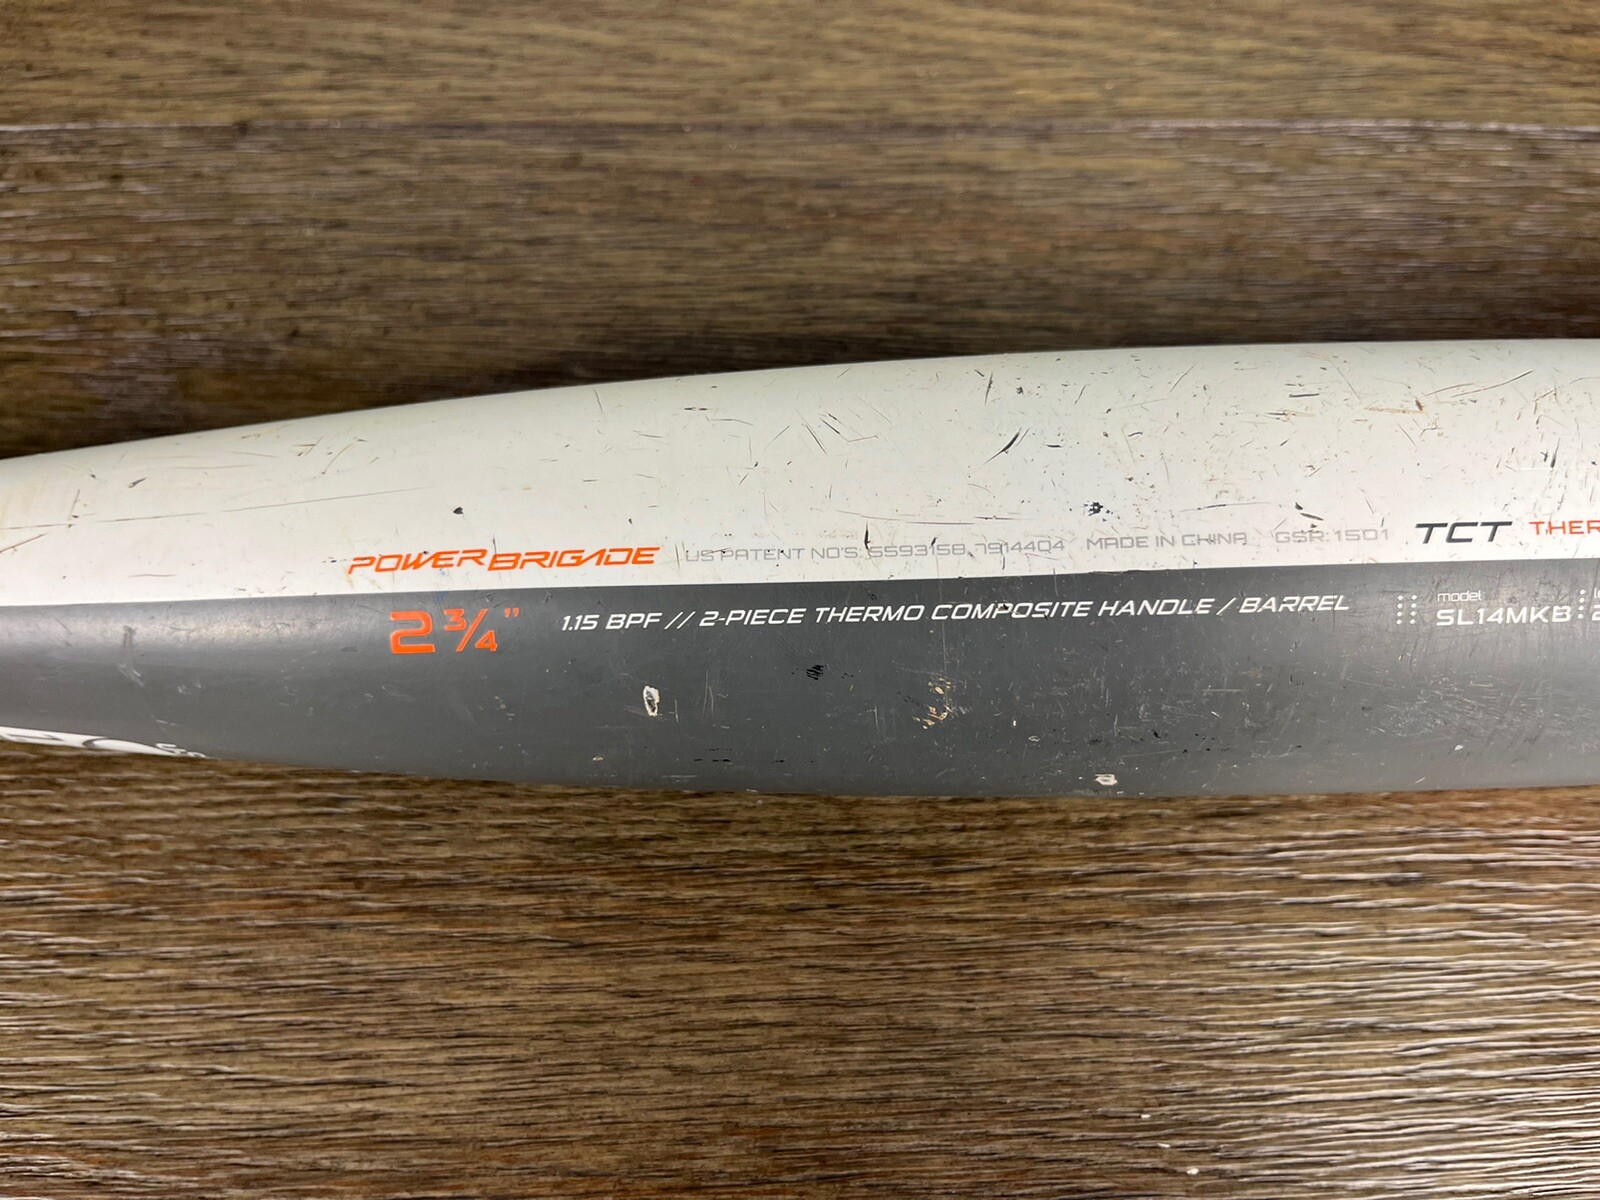 POWERBRIGADE US PATENT NO'S. 5593158, 7914404 MADE IN CHINA GSR: 1501 TCT THER
2 3/4" 1.15 BPF // 2-PIECE THERMO COMPOSITE HANDLE / BARREL model
SL14MKB